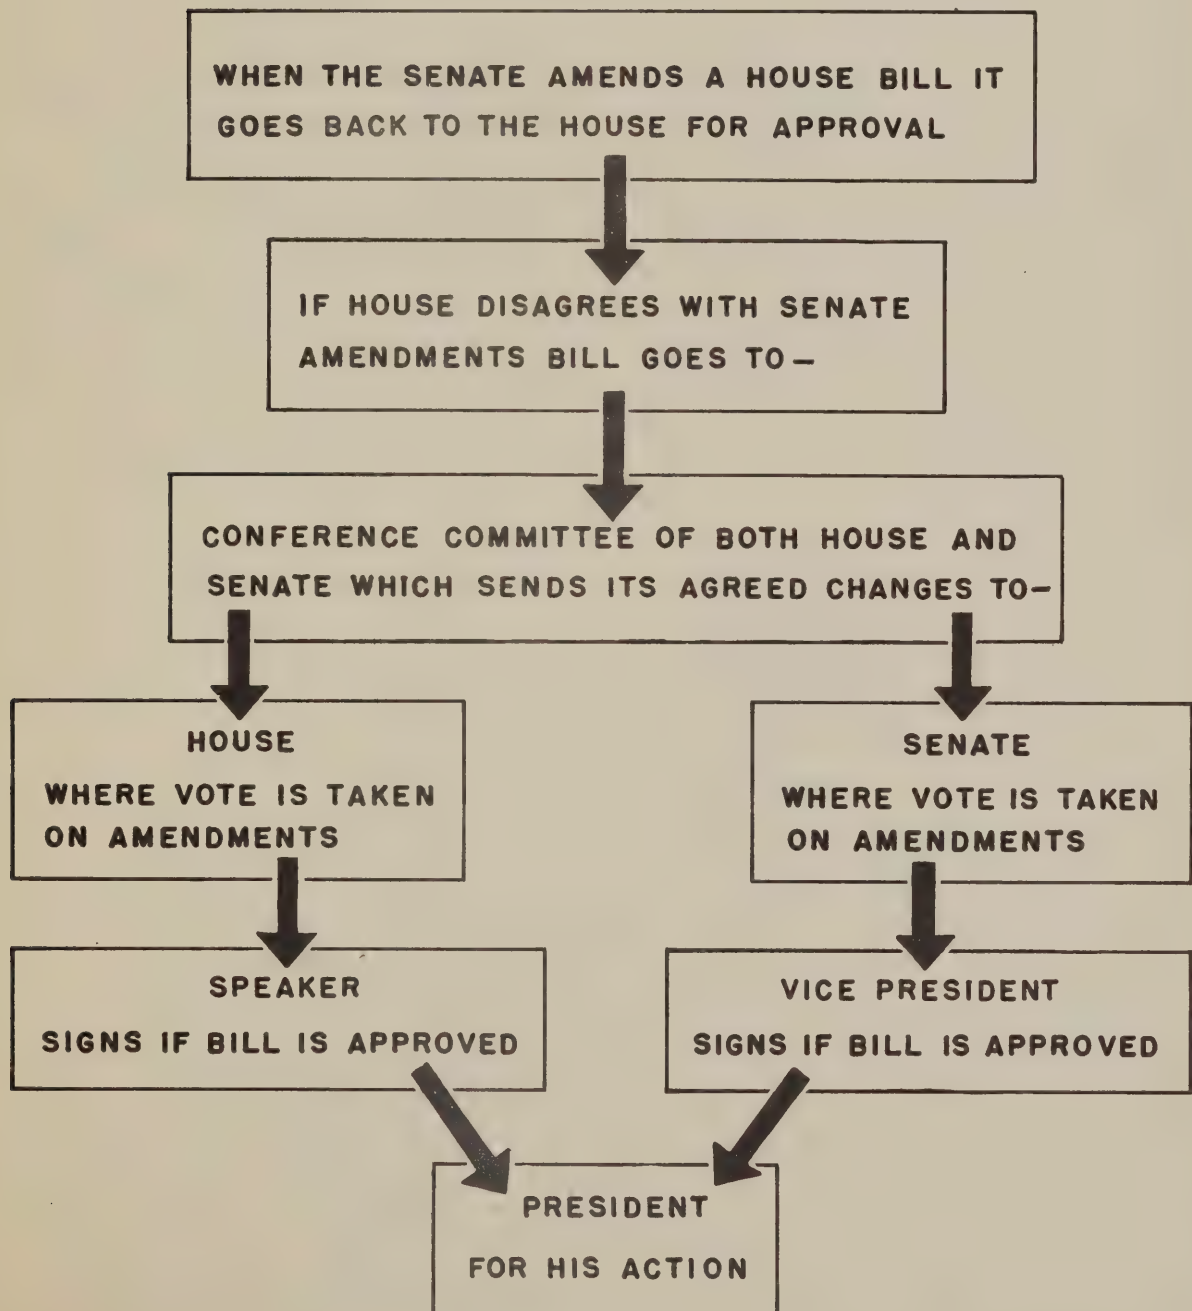 WHEN THE SENATE AMENDS A HOUSE BILL IT
GOES BACK TO THE HOUSE FOR APPROVAL
IF HOUSE DISAGREES WITH SENATE
AMENDMENTS BILL GOES TO—
CONFERENCE COMMITTEE OF BOTH HOUSE AND
SENATE WHICH SENDS ITS AGREED CHANGES TO—
HOUSE
WHERE VOTE IS TAKEN
ON AMENDMENTS
SENATE
WHERE VOTE IS TAKEN
ON AMENDMENTS
SPEAKER
SIGNS IF BILL IS APPROVED
VICE PRESIDENT
SIGNS IF BILL IS APPROVED
PRESIDENT
FOR HIS ACTION